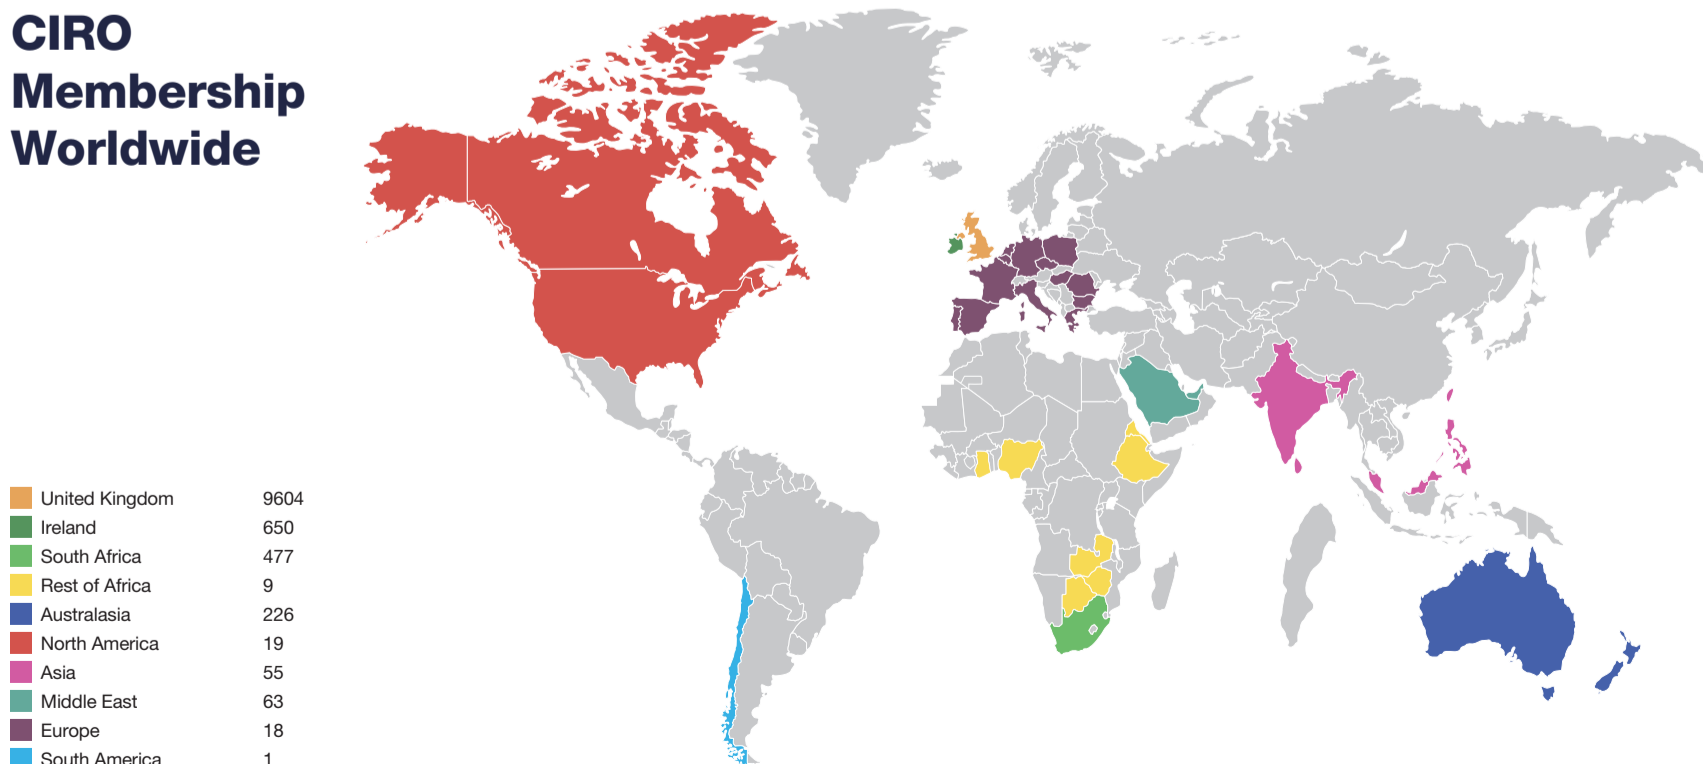 CIRO
Membership
Worldwide
United Kingdom 9604
Ireland 650
South Africa 477
Rest of Africa 9
Australasia 226
North America 19
Asia 55
Middle East 63
Europe 18
South America 1